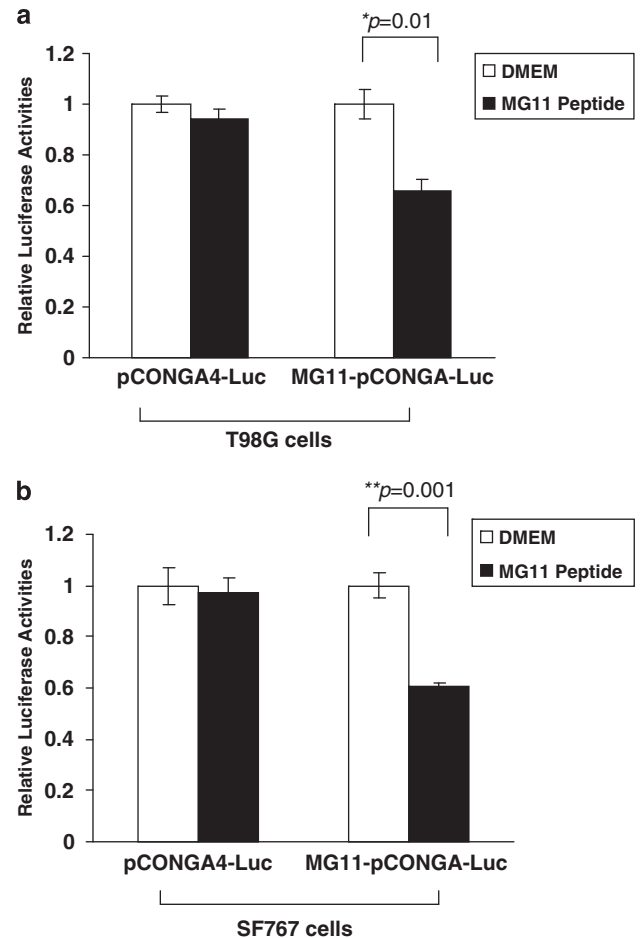 a
*p=0.01
1.2
1
0.8
0.6
0.4
0.2
0
Relative Luciferase Activities
DMEM
MG11 Peptide
pCONGA4-Luc MG11-pCONGA-Luc
T98G cells
b
**p=0.001
1.2
1
0.8
0.6
0.4
0.2
0
Relative Luciferase Activities
DMEM
MG11 Peptide
pCONGA4-Luc MG11-pCONGA-Luc
SF767 cells